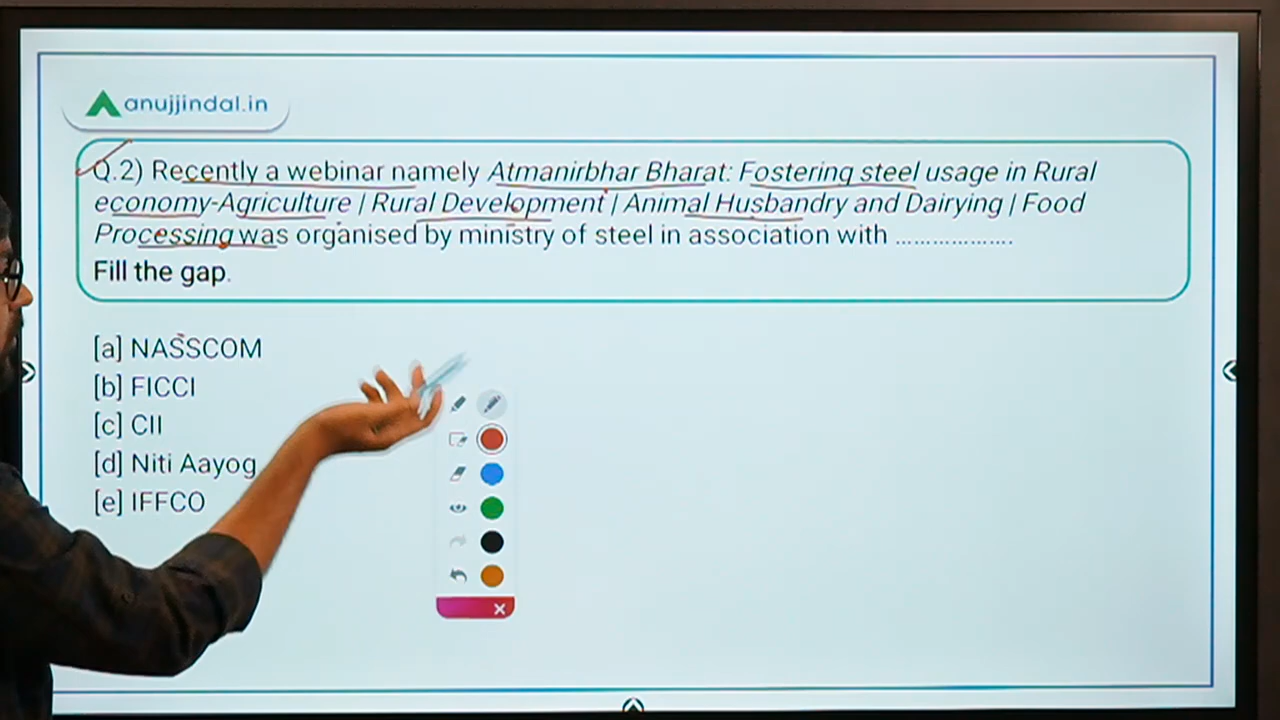 anujjindal.in
Q.2) Recently a webinar namely Atmanirbhar Bharat: Fostering steel usage in Rural
economy-Agriculture | Rural Development | Animal Husbandry and Dairying | Food
Processing was organised by ministry of steel in association with ………………..
Fill the gap.
[a] NASSCOM
[b] FICCI
[c] CII
[d] Niti Aayog
[e] IFFCO